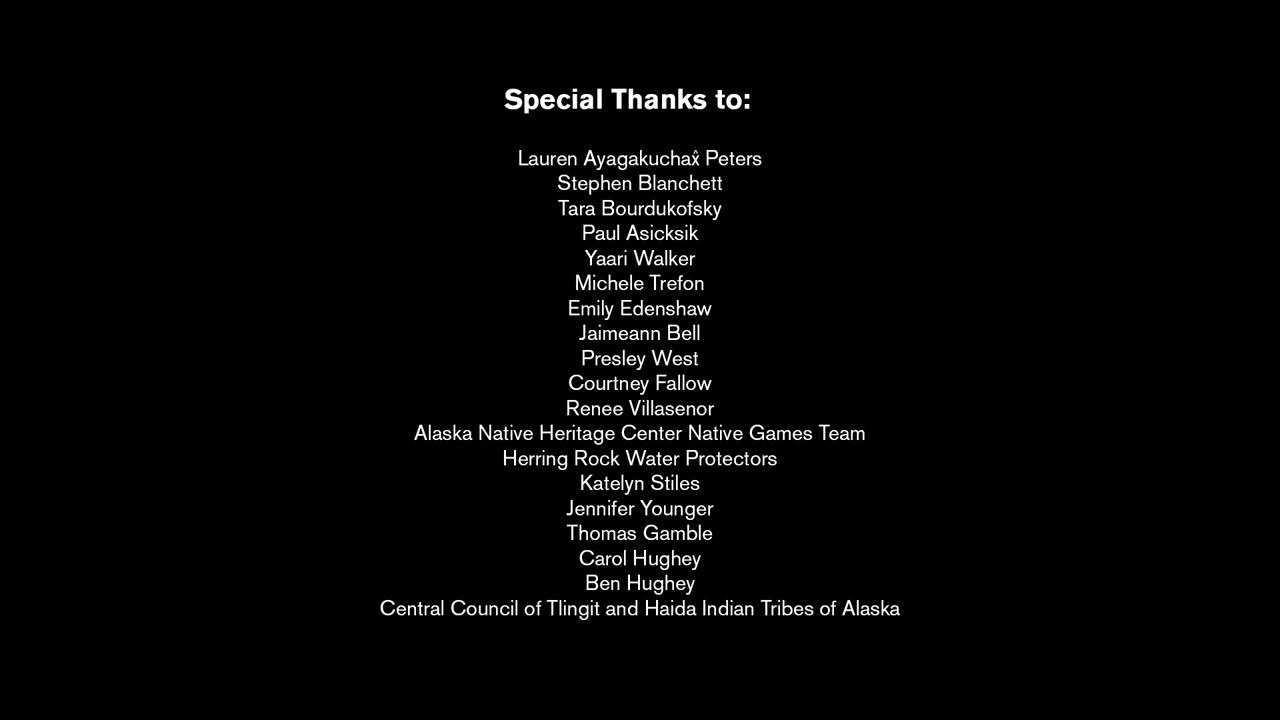 Special Thanks to:
Lauren Ayagakuchax̂ Peters
Stephen Blanchett
Tara Bourdukofsky
Paul Asicksik
Yaari Walker
Michele Trefon
Emily Edenshaw
Jaimeann Bell
Presley West
Courtney Fallow
Renee Villasenor
Alaska Native Heritage Center Native Games Team
Herring Rock Water Protectors
Katelyn Stiles
Jennifer Younger
Thomas Gamble
Carol Hughey
Ben Hughey
Central Council of Tlingit and Haida Indian Tribes of Alaska